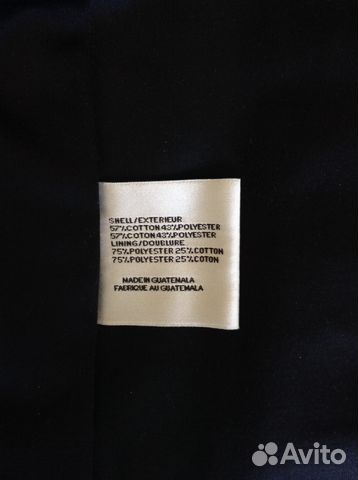 SHELL/EXTERIEUR
57%COTTON 43%POLYESTER
57%COTON 43%POLYESTER
LINING/DOUBLURE
75%POLYESTER 25%COTTON
75%POLYESTER 25%COTON
MADE IN GUATEMALA
FABRIQUE AU GUATEMALA
Avito